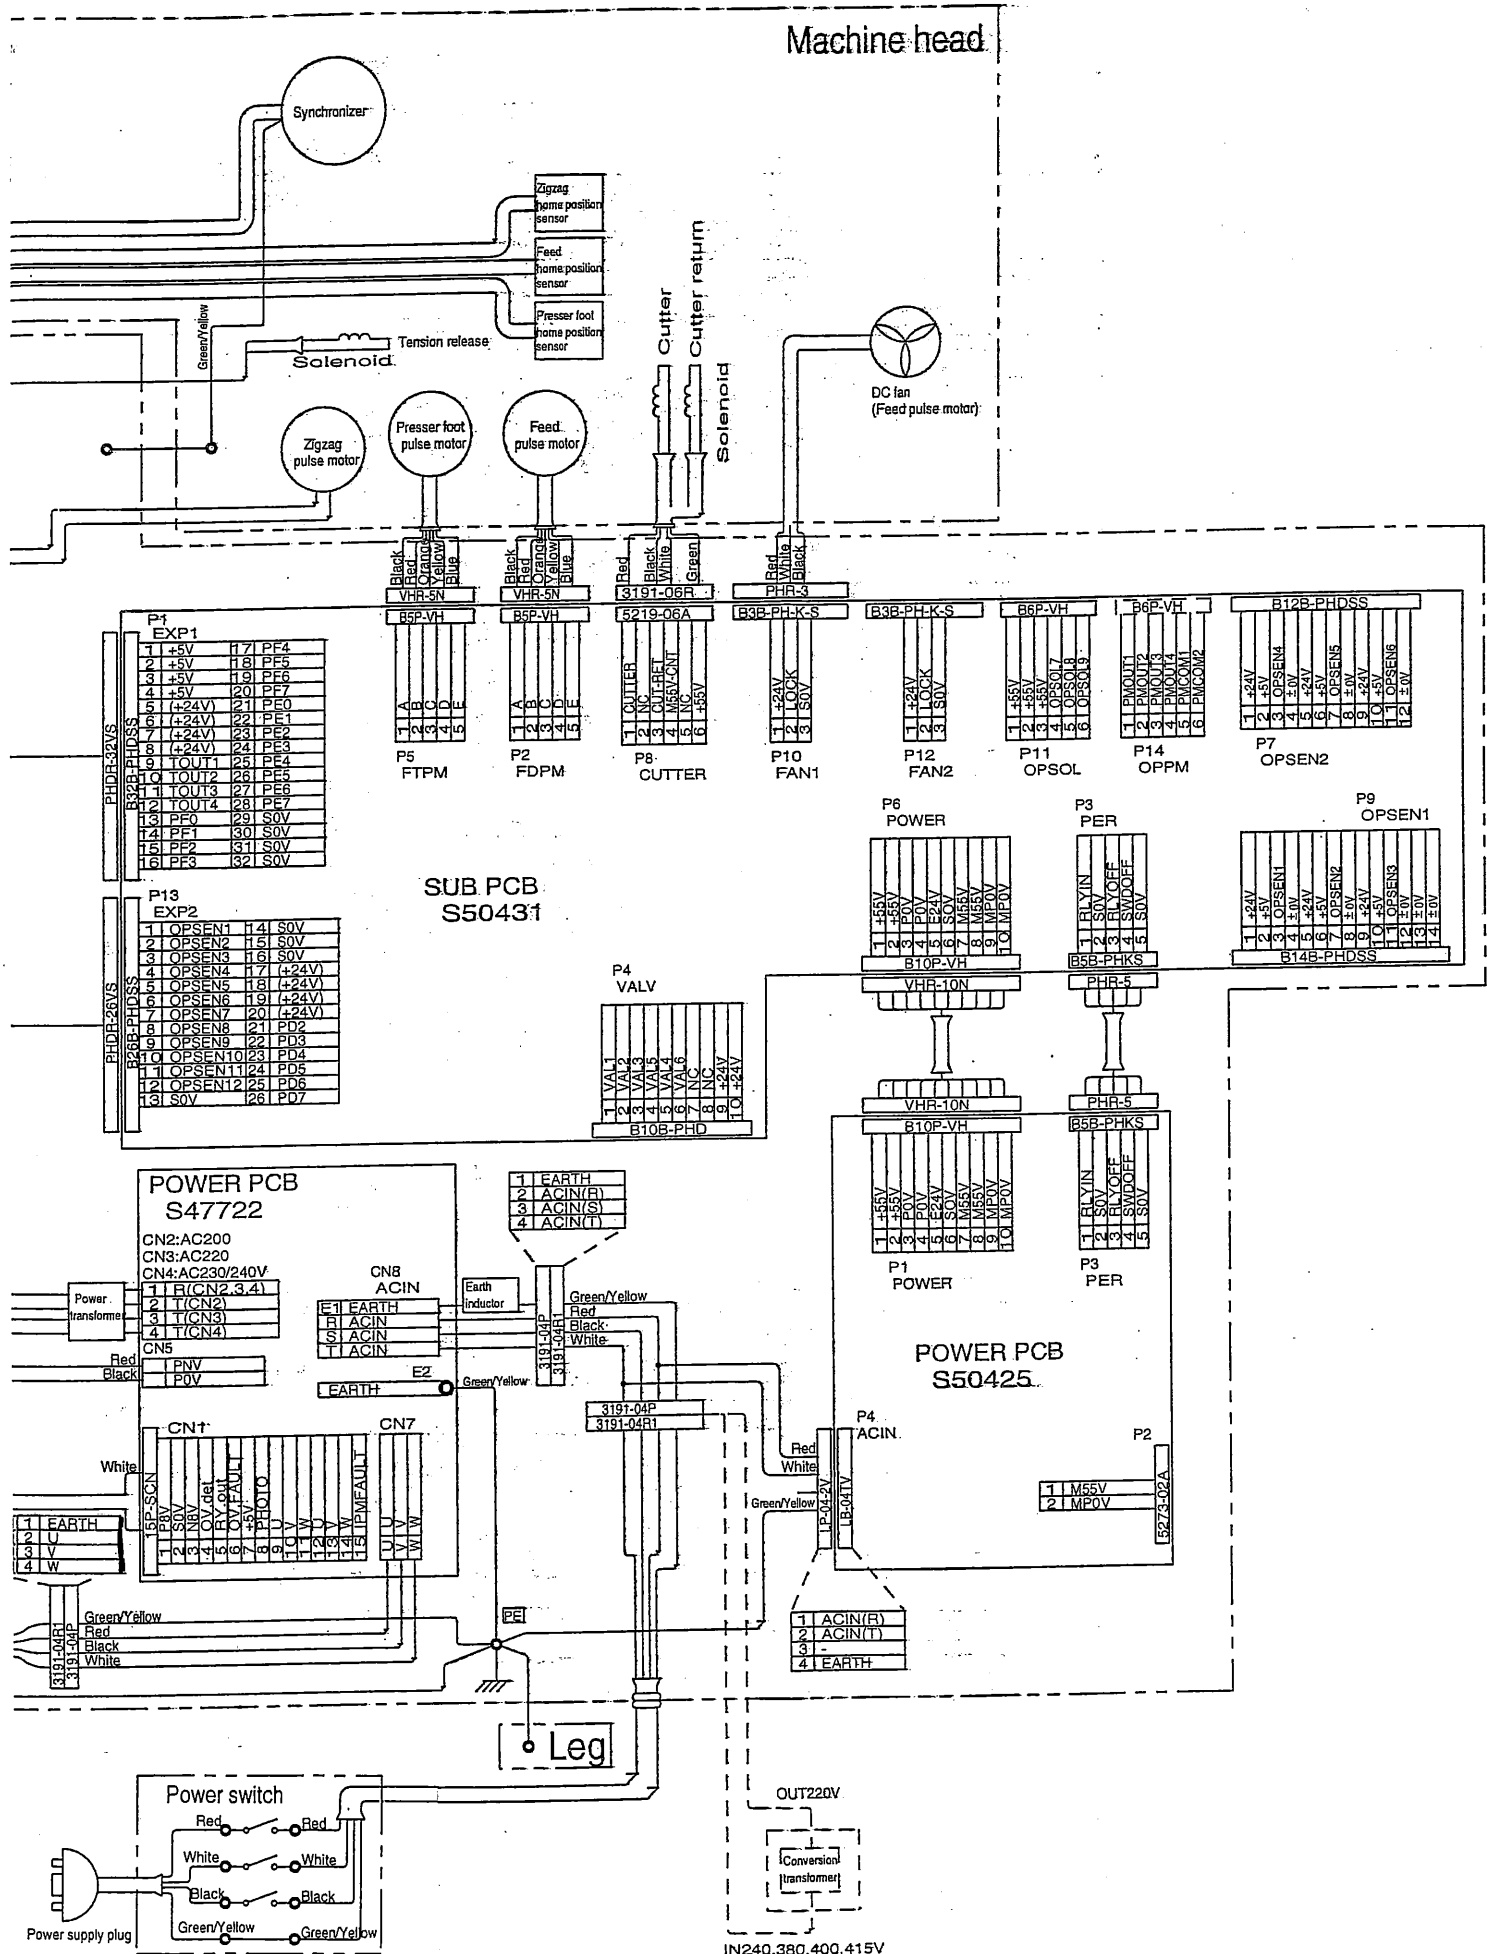 Machine head
Synchronizer
Zigzag
home position
sensor
Feed
home position
sensor
Presser foot
home position
sensor
Green/Yellow
Tension release
Solenoid
Cutter
Cutter return
Solenoid
DC fan
(Feed pulse motor)
Zigzag
pulse motor
Presser foot
pulse motor
Feed
pulse motor
Black
Red
Orange
Yellow
Blue
Black
Red
Orange
Yellow
Blue
Red
Black
White
Green
Red
White
Black
VHR-5N
VHR-5N
3191-06R
PHR-3
B5P-VH
B5P-VH
5219-06A
B3B-PH-K-S
B3B-PH-K-S
B6P-VH
B6P-VH
B12B-PHDSS
P1
EXP1
PHDR-32VS
B32B-PHDSS
1 +5V 17 PF4
2 +5V 18 PF5
3 +5V 19 PF6
4 +5V 20 PF7
5 (+24V) 21 PE0
6 (+24V) 22 PE1
7 (+24V) 23 PE2
8 (+24V) 24 PE3
9 TOUT1 25 PE4
10 TOUT2 26 PE5
11 TOUT3 27 PE6
12 TOUT4 28 PE7
13 PF0 29 S0V
14 PF1 30 S0V
15 PF2 31 S0V
16 PF3 32 S0V
1 A
2 B
3 C
4 D
5 E
P5
FTPM
1 A
2 B
3 C
4 D
5 E
P2
FDPM
1 CUTTER
2 NC
3 CUT-RET
4 M55V-CNT
5 NC
6 +55V
P8
CUTTER
1 +24V
2 LOCK
3 S0V
P10
FAN1
1 +24V
2 LOCK
3 S0V
P12
FAN2
1 +55V
2 +55V
3 +55V
4 OPSOL7
5 OPSOL8
6 OPSOL9
P11
OPSOL
1 PMOUT1
2 PMOUT2
3 PMOUT3
4 PMOUT4
5 PMCOM1
6 PMCOM2
P14
OPPM
1 +24V
2 +5V
3 OPSEN4
4 ±0V
5 +24V
6 +5V
7 OPSEN5
8 ±0V
9 +24V
10 +5V
11 OPSEN6
12 ±0V
P7
OPSEN2
P13
EXP2
PHDR-26VS
B26B-PHDSS
1 OPSEN1 14 S0V
2 OPSEN2 15 S0V
3 OPSEN3 16 S0V
4 OPSEN4 17 (+24V)
5 OPSEN5 18 (+24V)
6 OPSEN6 19 (+24V)
7 OPSEN7 20 (+24V)
8 OPSEN8 21 PD2
9 OPSEN9 22 PD3
10 OPSEN10 23 PD4
11 OPSEN11 24 PD5
12 OPSEN12 25 PD6
13 S0V 26 PD7
SUB PCB
S50431
P6
POWER
1 +55V
2 +55V
3 P0V
4 P0V
5 E24V
6 S0V
7 M55V
8 M55V
9 MP0V
10 MP0V
B10P-VH
VHR-10N
P3
PER
1 RLYIN
2 S0V
3 RLYOFF
4 SWDOFF
5 S0V
B5B-PHKS
PHR-5
P9
OPSEN1
1 +24V
2 +5V
3 OPSEN1
4 ±0V
5 +24V
6 +5V
7 OPSEN2
8 ±0V
9 +24V
10 +5V
11 OPSEN3
12 ±0V
13 ±0V
14 ±0V
B14B-PHDSS
P4
VALV
1 VAL1
2 VAL2
3 VAL3
4 VAL5
5 VAL4
6 VAL6
7 NC
8 NC
9 +24V
10 +24V
B10B-PHD
VHR-10N
B10P-VH
1 +55V
2 +55V
3 P0V
4 P0V
5 E24V
6 S0V
7 M55V
8 M55V
9 MP0V
10 MP0V
P1
POWER
PHR-5
B5B-PHKS
1 RLYIN
2 S0V
3 RLYOFF
4 SWDOFF
5 S0V
P3
PER
POWER PCB
S47722
CN2:AC200
CN3:AC220
CN4:AC230/240V
Power
transformer
1 R(CN2,3,4)
2 T(CN2)
3 T(CN3)
4 T(CN4)
CN5
Red
Black
PNV
P0V
CN8
ACIN
E1 EARTH
R ACIN
S ACIN
T ACIN
E2
EARTH
Green/Yellow
Earth
inductor
1 EARTH
2 ACIN(R)
3 ACIN(S)
4 ACIN(T)
3191-04P
3191-04R1
Green/Yellow
Red
Black
White
3191-04P
3191-04R1
CN1
White
15P-SCN
1 P8V
2 S0V
3 N8V
4 OV.det
5 RY.out
6 OV.FAULT
7 +5V
8 PHOTO
9 U
10 V
11 W
12 U
13 V
14 W
15 IPMFAULT
CN7
U U
V V
W W
1 EARTH
2 U
3 V
4 W
3191-04R1
3191-04P
Green/Yellow
Red
Black
White
PE
POWER PCB
S50425
P4
ACIN
Red
White
Green/Yellow
LP-04-2V
LB-04TV
P2
1 M55V
2 MP0V
5273-02A
1 ACIN(R)
2 ACIN(T)
3 -
4 EARTH
Leg
Power switch
Red Red
White White
Black Black
Green/Yellow Green/Yellow
Power supply plug
OUT220V
Conversion
transformer
IN240,380,400,415V